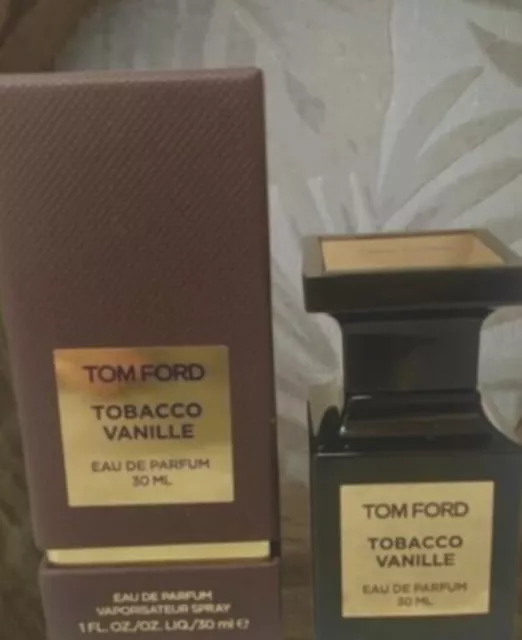 TOM FORD
TOBACCO
VANILLE
EAU DE PARFUM
30 ML
EAU DE PARFUM
VAPORISATEUR SPRAY
1 FL. OZ./OZ. LIQ./30 ml ℮
TOM FORD
TOBACCO
VANILLE
EAU DE PARFUM
30 ML